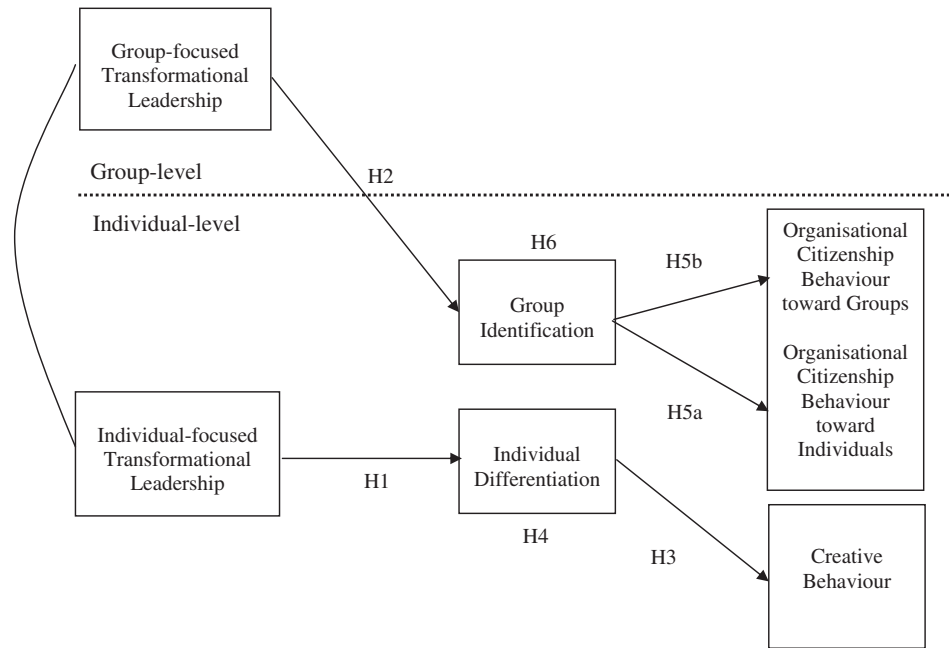 Group-focused
Transformational
Leadership
Group-level
H2
Individual-level
H6
Group
Identification
H5b
H5a
Organisational
Citizenship
Behaviour
toward Groups
Organisational
Citizenship
Behaviour
toward
Individuals
Individual-focused
Transformational
Leadership
H1
Individual
Differentiation
H4
H3
Creative
Behaviour